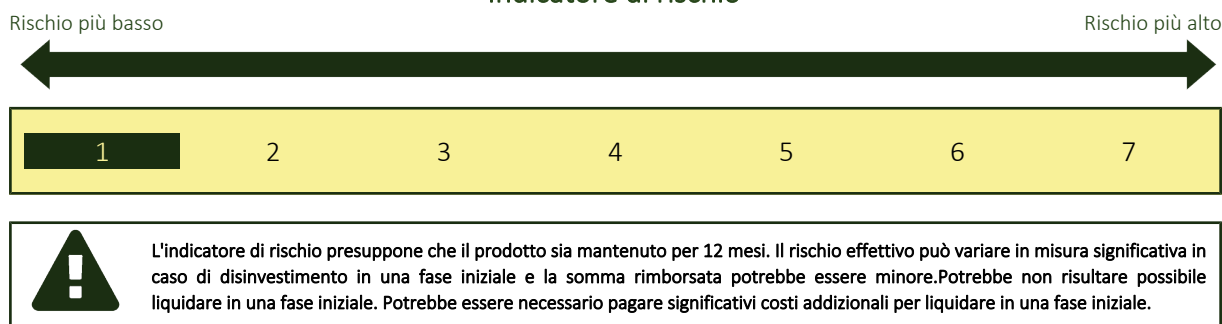 Indicatore di rischio
Rischio più basso
Rischio più alto
1 2 3 4 5 6 7
L'indicatore di rischio presuppone che il prodotto sia mantenuto per 12 mesi. Il rischio effettivo può variare in misura significativa in
caso di disinvestimento in una fase iniziale e la somma rimborsata potrebbe essere minore.Potrebbe non risultare possibile
liquidare in una fase iniziale. Potrebbe essere necessario pagare significativi costi addizionali per liquidare in una fase iniziale.